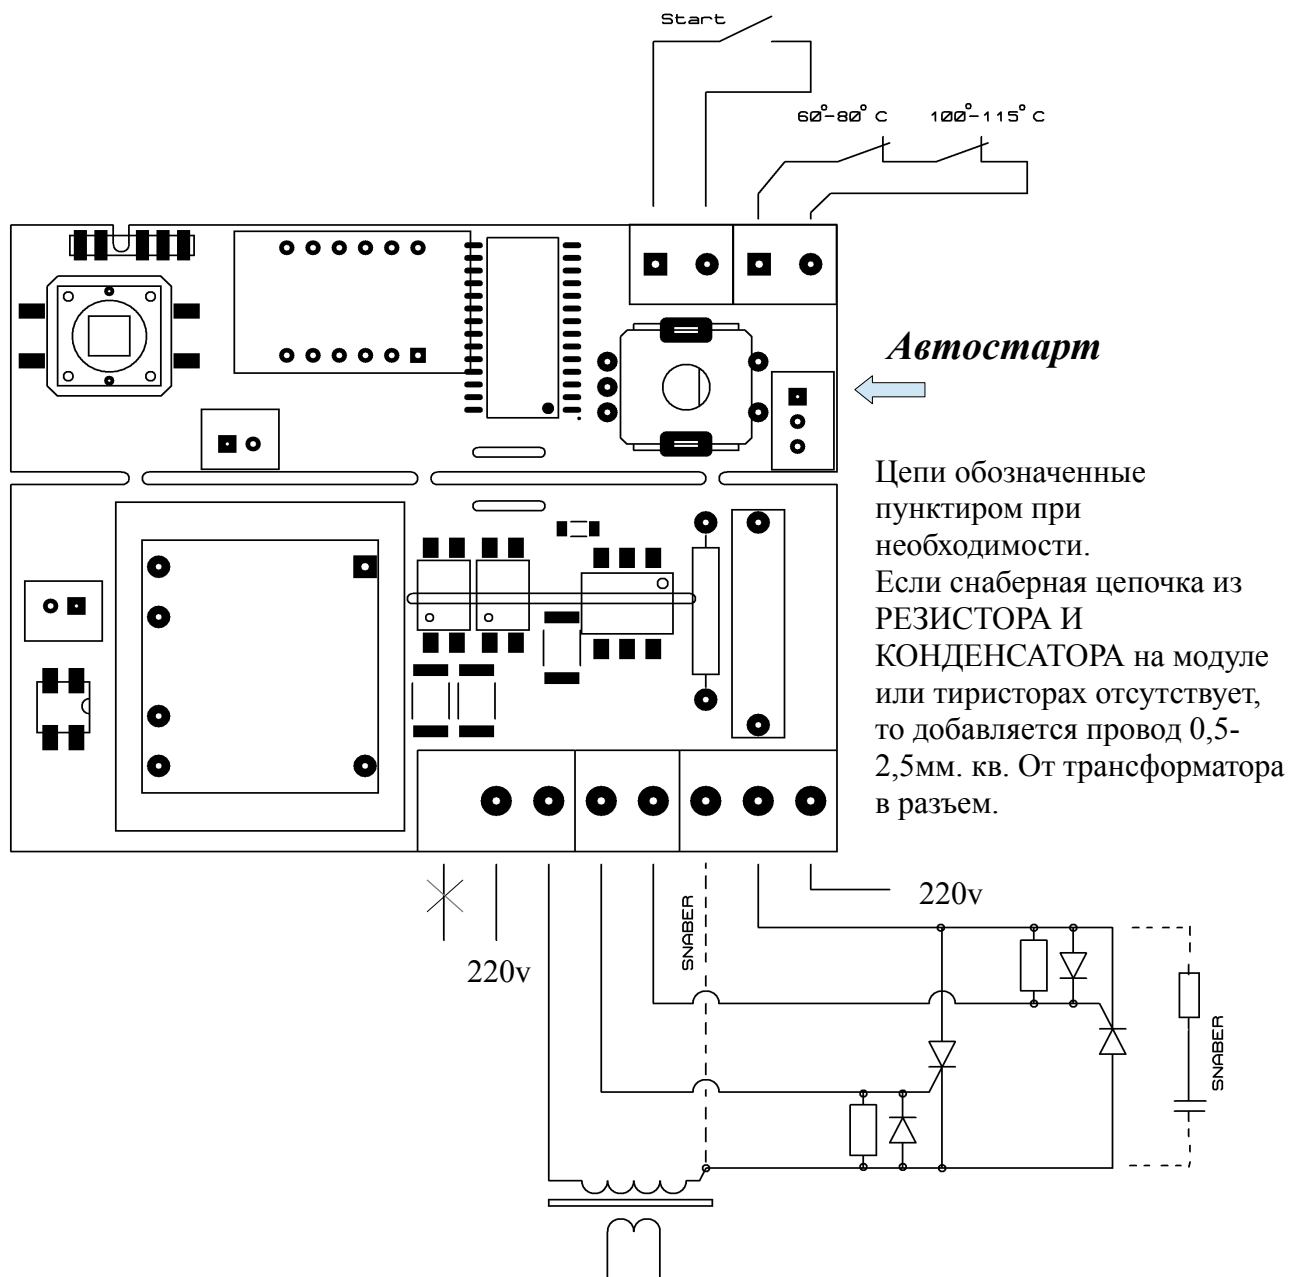 Start
60°-80° C
100°-115° C
Автостарт
Цепи обозначенные
пунктиром при
необходимости.
Если снаберная цепочка из
РЕЗИСТОРА И
КОНДЕНСАТОРА на модуле
или тиристорах отсутствует,
то добавляется провод 0,5-
2,5мм. кв. От трансформатора
в разъем.
220v
SNABER
220v
SNABER